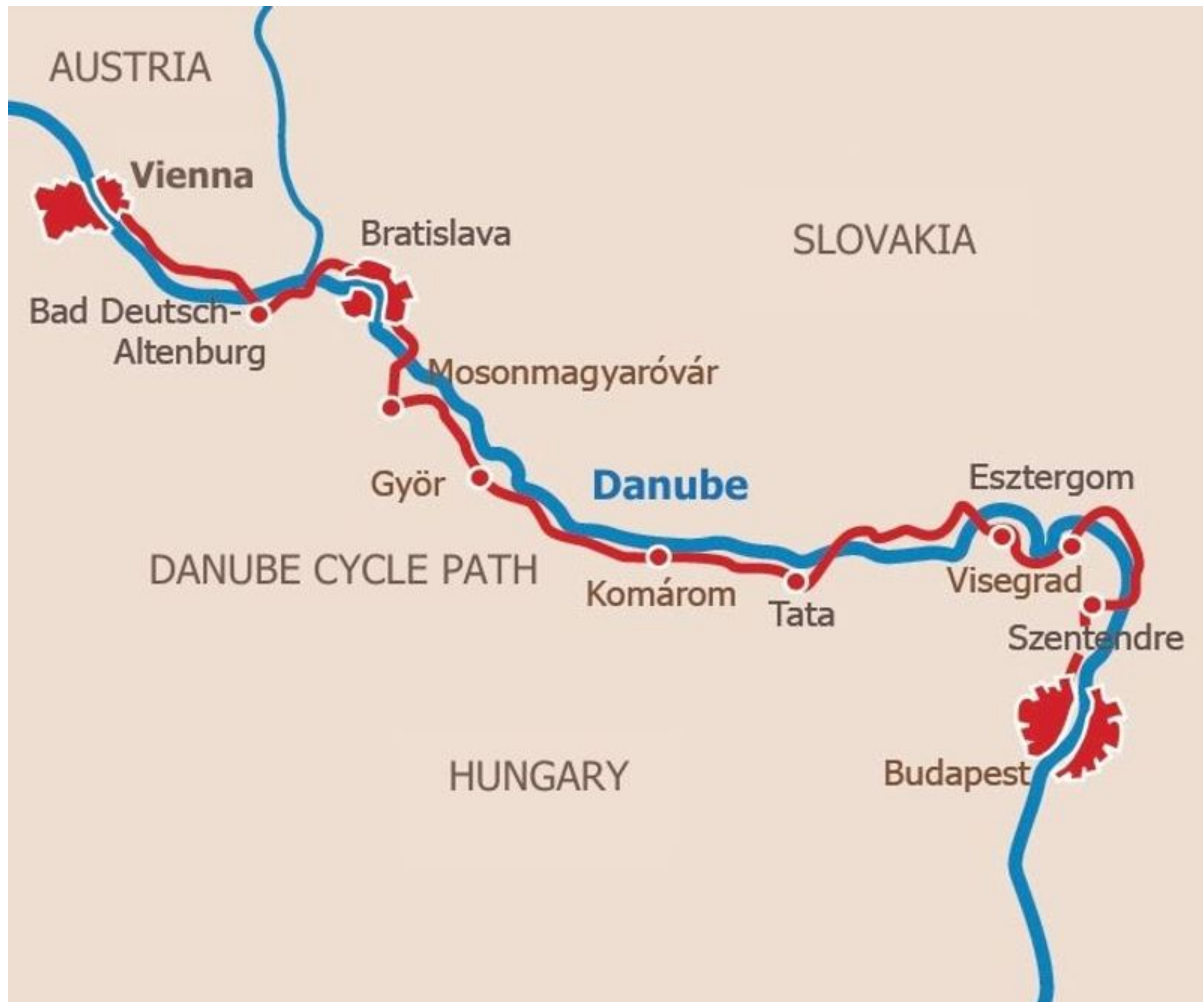 AUSTRIA
Vienna
Bratislava
SLOVAKIA
Bad Deutsch-
Altenburg
Mosonmagyaróvár
Györ
Danube
Esztergom
DANUBE CYCLE PATH
Komárom
Tata
Visegrad
Szentendre
HUNGARY
Budapest